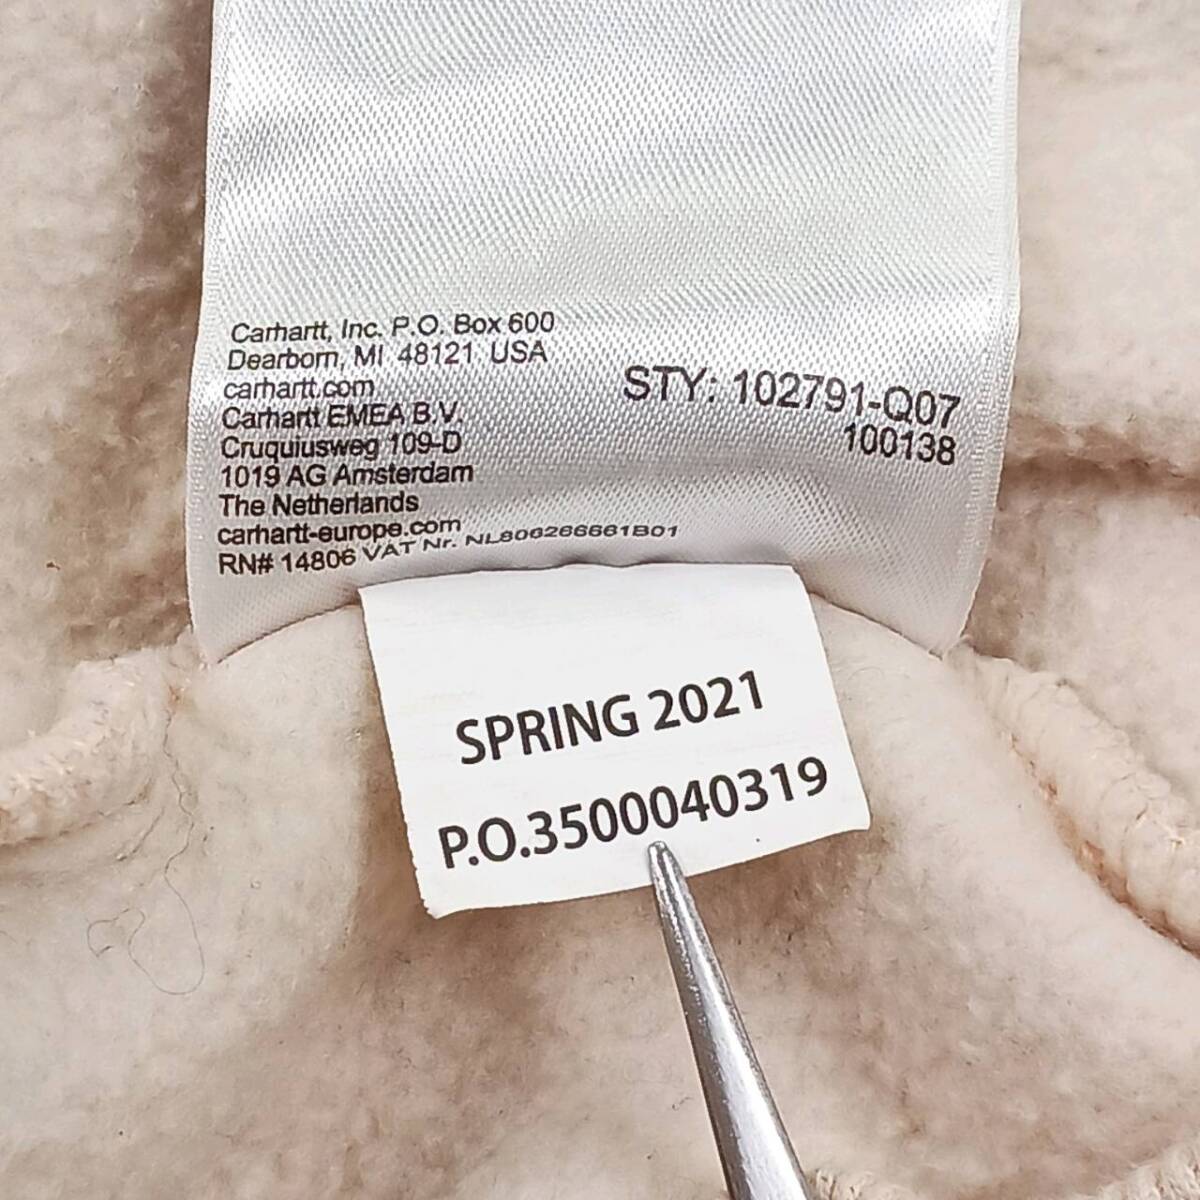 Carhartt, Inc. P.O. Box 600
Dearborn, MI 48121 USA
carhartt.com
Carhartt EMEA B.V.
Cruquiusweg 109-D
1019 AG Amsterdam
The Netherlands
carhartt-europe.com
RN# 14806 VAT Nr. NL806266661B01
STY: 102791-Q07
100138
SPRING 2021
P.O.3500040319